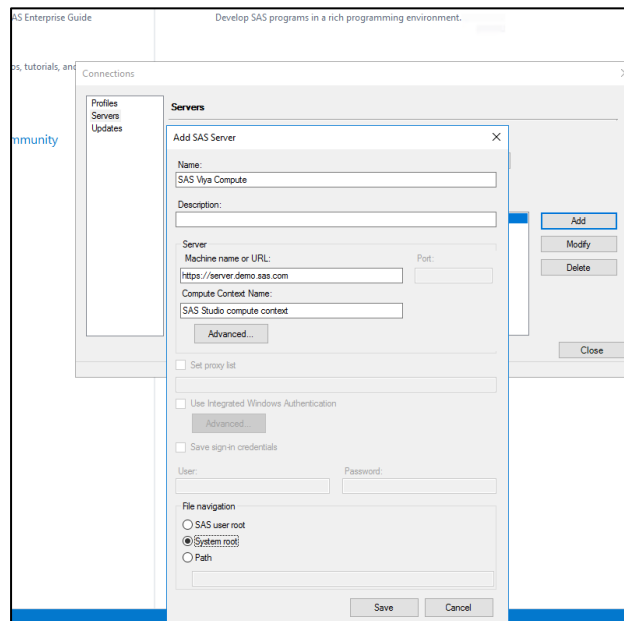 AS Enterprise Guide
Develop SAS programs in a rich programming environment.
os, tutorials, and
mmunity
Connections
Profiles
Servers
Updates
Servers
Add SAS Server
Name:
SAS Viya Compute
Description:
Server
Machine name or URL:
Port:
https://server.demo.sas.com
Compute Context Name:
SAS Studio compute context
Advanced...
Set proxy list
Use Integrated Windows Authentication
Advanced...
Save sign-in credentials
User:
Password:
File navigation
SAS user root
System root
Path
Save
Cancel
Add
Modify
Delete
Close